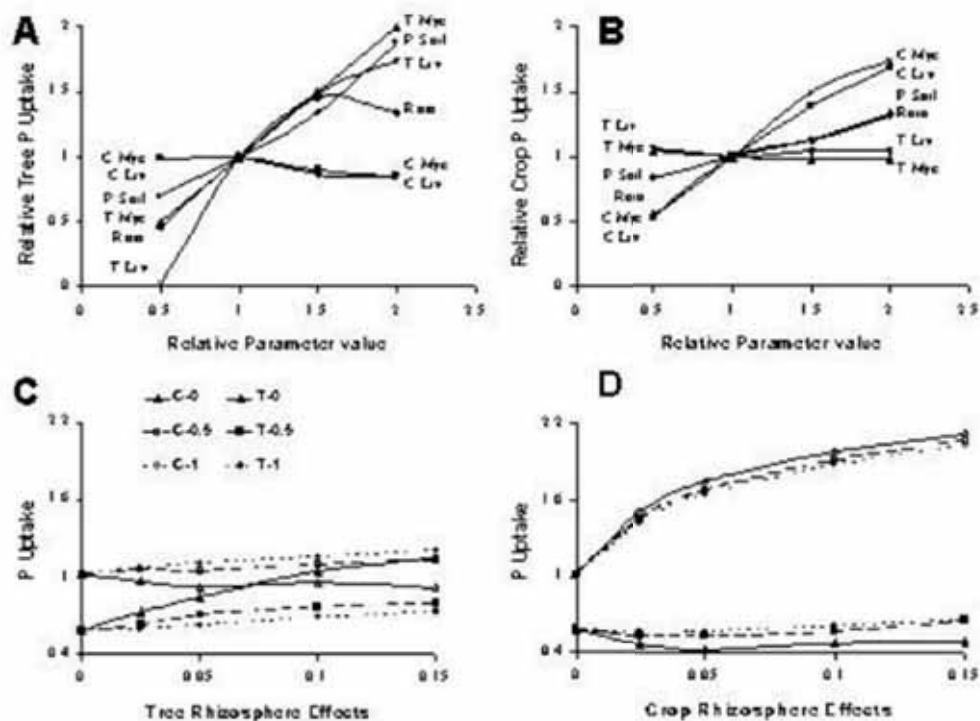 A
Relative Tree P Uptake
2
1.5
1
0.5
0
T Myc
P Soil
T Lrv
Rain
C Myc
C Lrv
C Myc
C Lrv
P Soil
T Myc
Rain
T Lrv
0 0.5 1 1.5 2 2.5
Relative Parameter value
B
Relative Crop P Uptake
2
1.5
1
0.5
0
C Myc
C Lrv
P Soil
Rain
T Lrv
T Myc
T Lrv
T Myc
P Soil
Rain
C Myc
C Lrv
0 0.5 1 1.5 2 2.5
Relative Parameter value
C
C-0 T-0
C-0.5 T-0.5
C-1 T-1
P Uptake
2.2
1.6
1
0.4
0 0.05 0.1 0.15
Tree Rhizosphere Effects
D
P Uptake
2.2
1.6
1
0.4
0 0.05 0.1 0.15
Crop Rhizosphere Effects